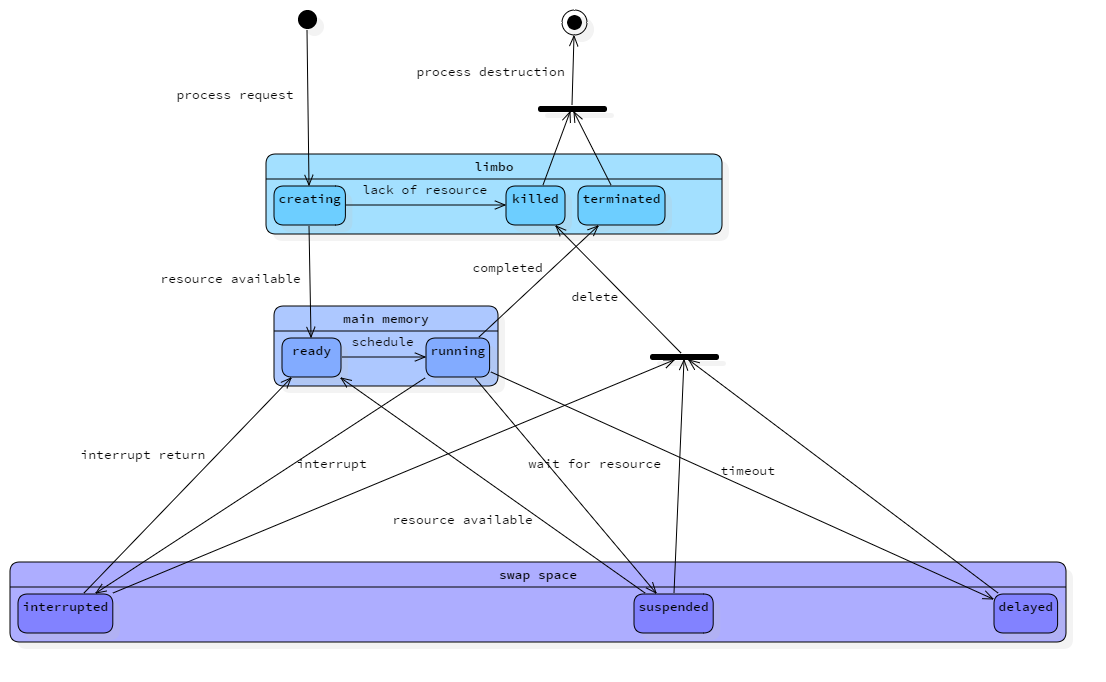 process destruction
process request
limbo
creating
lack of resource
killed
terminated
completed
resource available
delete
main memory
ready
schedule
running
interrupt return
interrupt
wait for resource
timeout
resource available
swap space
interrupted
suspended
delayed